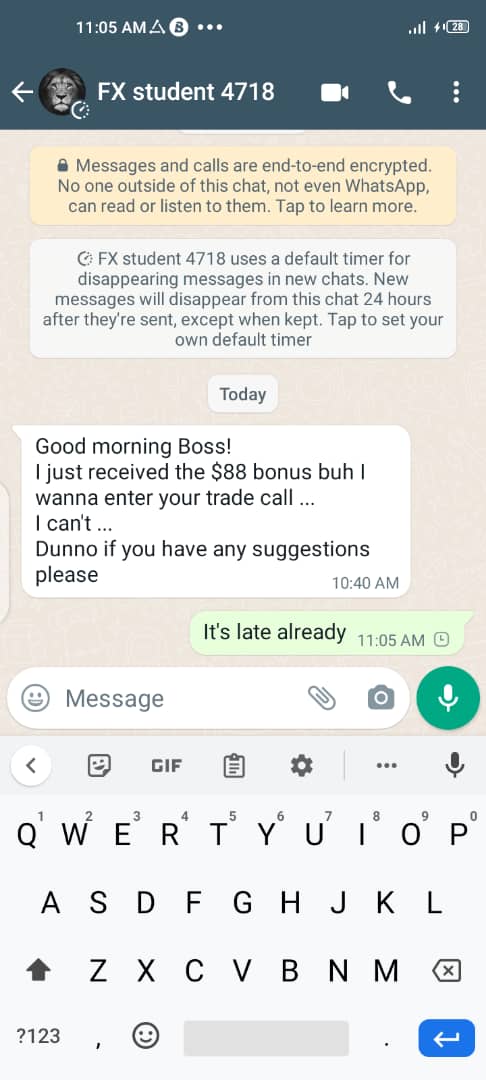 11:05 AM B •••
28
FX student 4718
Messages and calls are end-to-end encrypted.
No one outside of this chat, not even WhatsApp,
can read or listen to them. Tap to learn more.
FX student 4718 uses a default timer for
disappearing messages in new chats. New
messages will disappear from this chat 24 hours
after they're sent, except when kept. Tap to set your
own default timer
Today
Good morning Boss!
I just received the $88 bonus buh I
wanna enter your trade call ...
I can't ...
Dunno if you have any suggestions
please
10:40 AM
It's late already 11:05 AM
Message
GIF
1 2 3 4 5 6 7 8 9 0
Q W E R T Y U I O P
A S D F G H J K L
Z X C V B N M
?123 , .